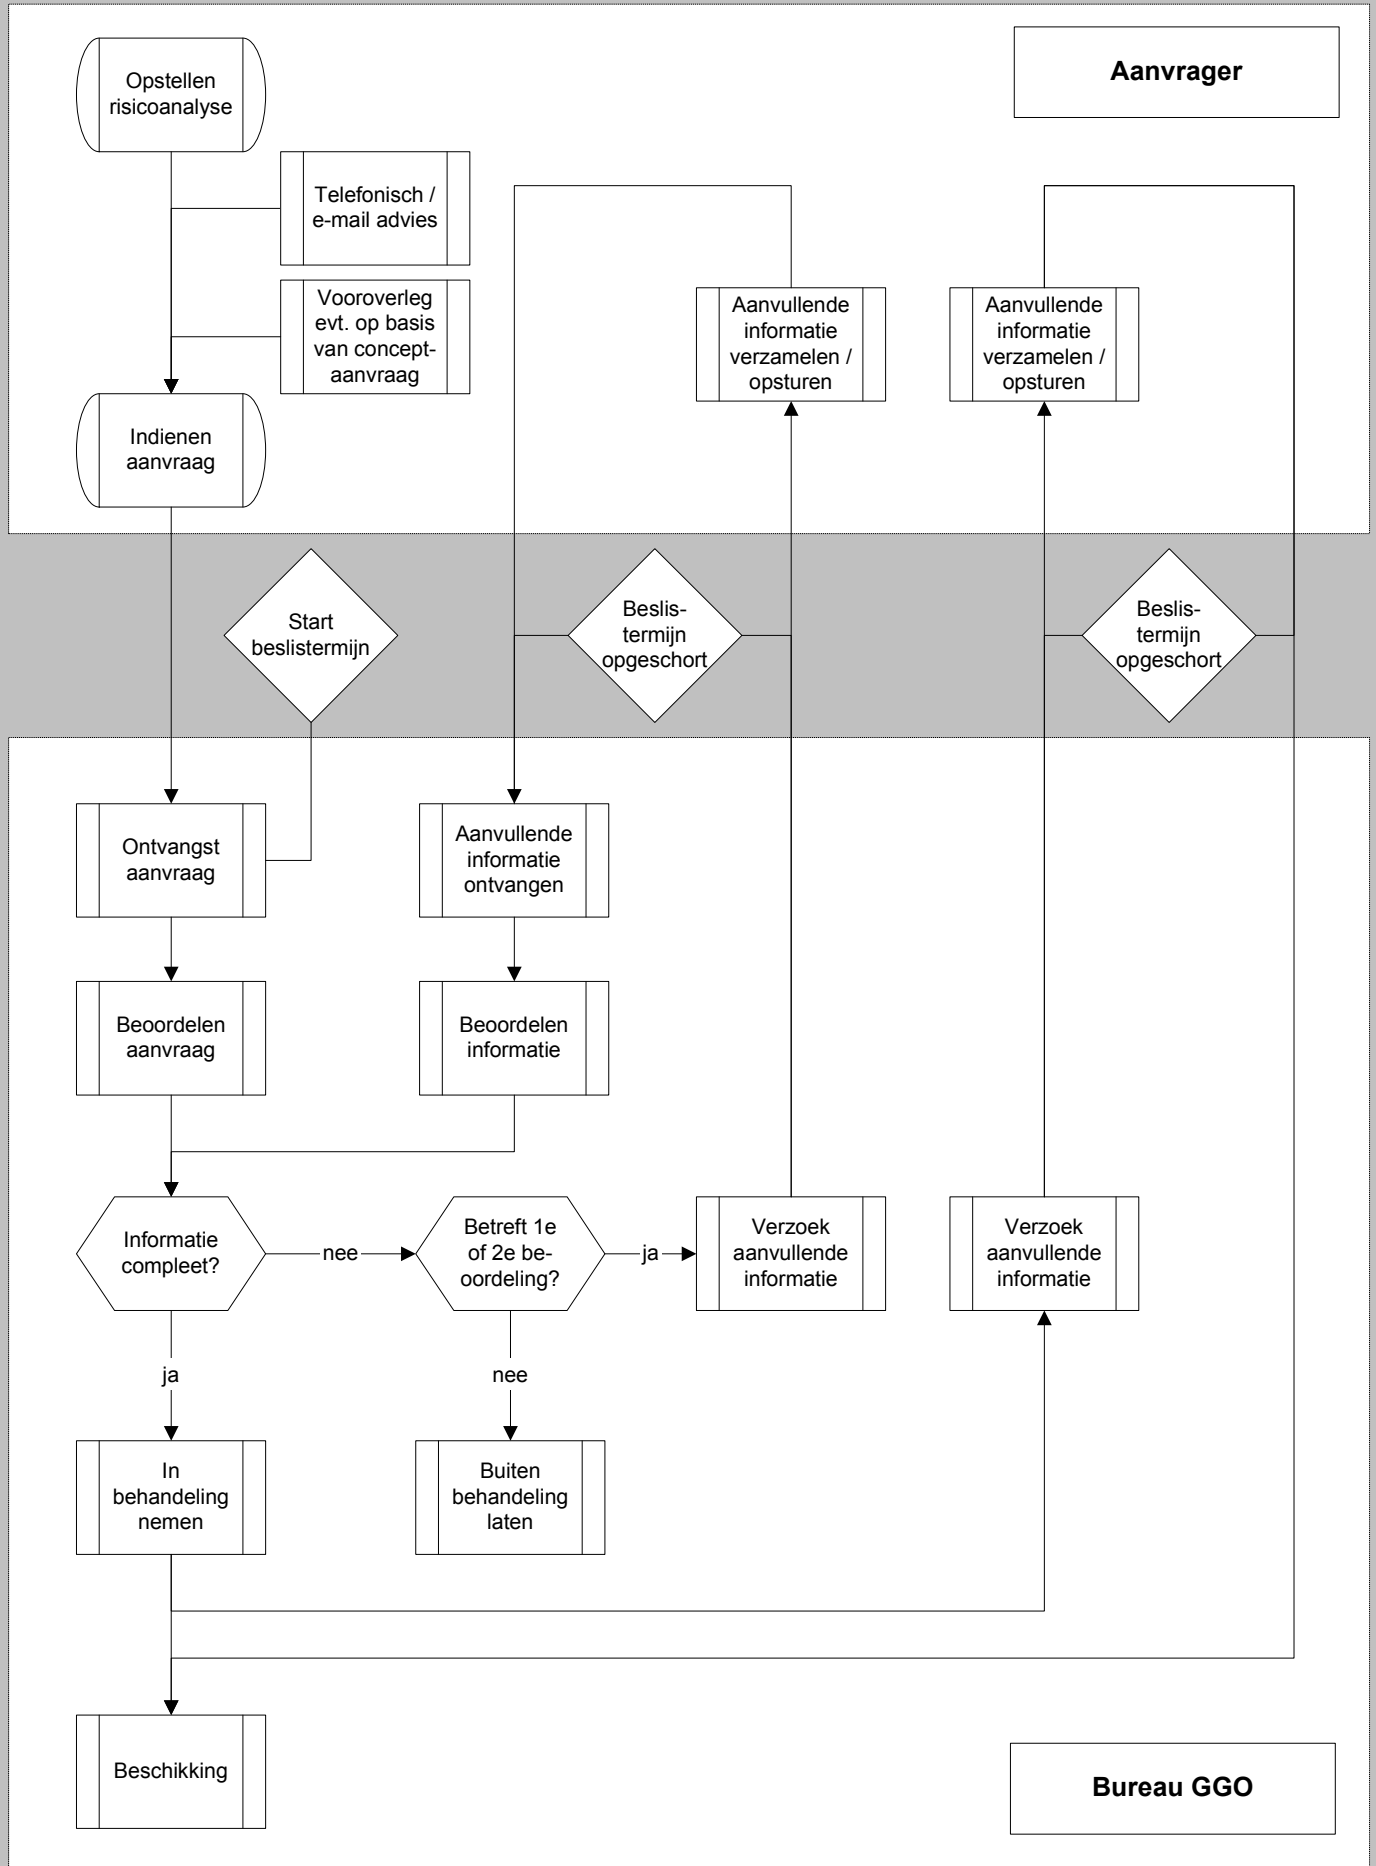 Opstellen
risicoanalyse
Aanvrager
Telefonisch /
e-mail advies
Vooroverleg
evt. op basis
van concept-
aanvraag
Aanvullende
informatie
verzamelen /
opsturen
Aanvullende
informatie
verzamelen /
opsturen
Indienen
aanvraag
Start
beslistermijn
Beslis-
termijn
opgeschort
Beslis-
termijn
opgeschort
Ontvangst
aanvraag
Aanvullende
informatie
ontvangen
Beoordelen
aanvraag
Beoordelen
informatie
Informatie
compleet?
nee
Betreft 1e
of 2e be-
oordeling?
ja
Verzoek
aanvullende
informatie
Verzoek
aanvullende
informatie
ja
nee
In
behandeling
nemen
Buiten
behandeling
laten
Beschikking
Bureau GGO